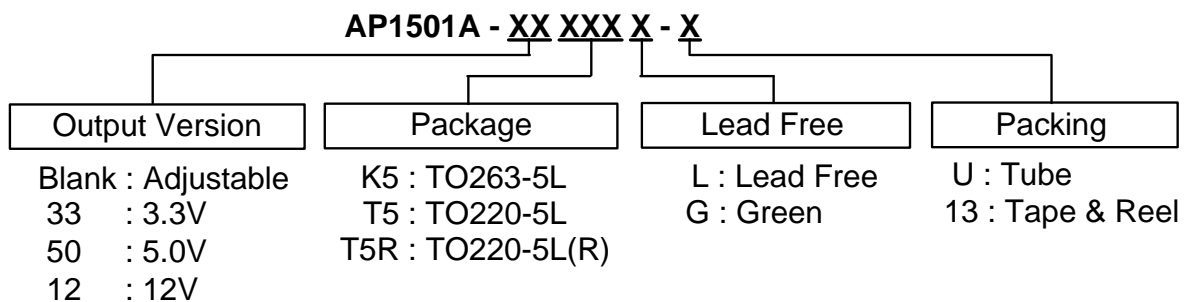 AP1501A - XX XXX X - X
Output Version
Package
Lead Free
Packing
Blank : Adjustable
33 : 3.3V
50 : 5.0V
12 : 12V
K5 : TO263-5L
T5 : TO220-5L
T5R : TO220-5L(R)
L : Lead Free
G : Green
U : Tube
13 : Tape & Reel